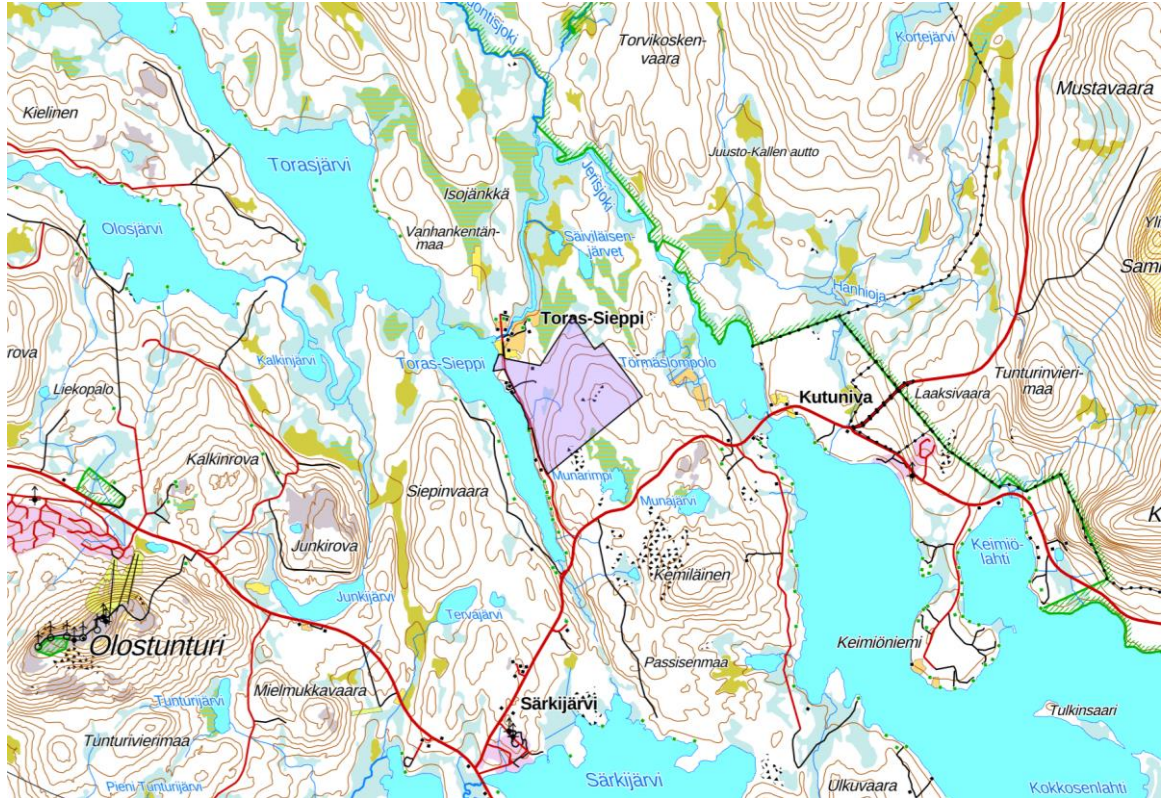 Torvikosken-
vaara
Kortejärvi
Mustavaara
Kielinen
Torasjärvi
Juusto-Kallen autto
Isojänkkä
Jerisjoki
Olosjärvi
Vanhankentän-
maa
Säiviläisen-
järvet
Hanhioja
Toras-Sieppi
Kalkinjärvi
Toras-Sieppi
Törmäslompolo
Liekopalo
Kutuniva
Laaksivaara
Tunturinvieri-
maa
Kalkinrova
Siepinvaara
Munarimpi
Munajärvi
Junkirova
Keimiö-
lahti
Kemiläinen
Junkijärvi
Tervajärvi
Olostunturi
Keimiöniemi
Mielmukkavaara
Passisenmaa
Tunturijärvi
Särkijärvi
Tulkinsaari
Tunturivierimaa
Särkijärvi
Pieni Tunturijärvi
Ulkuvaara
Kokkosenlahti